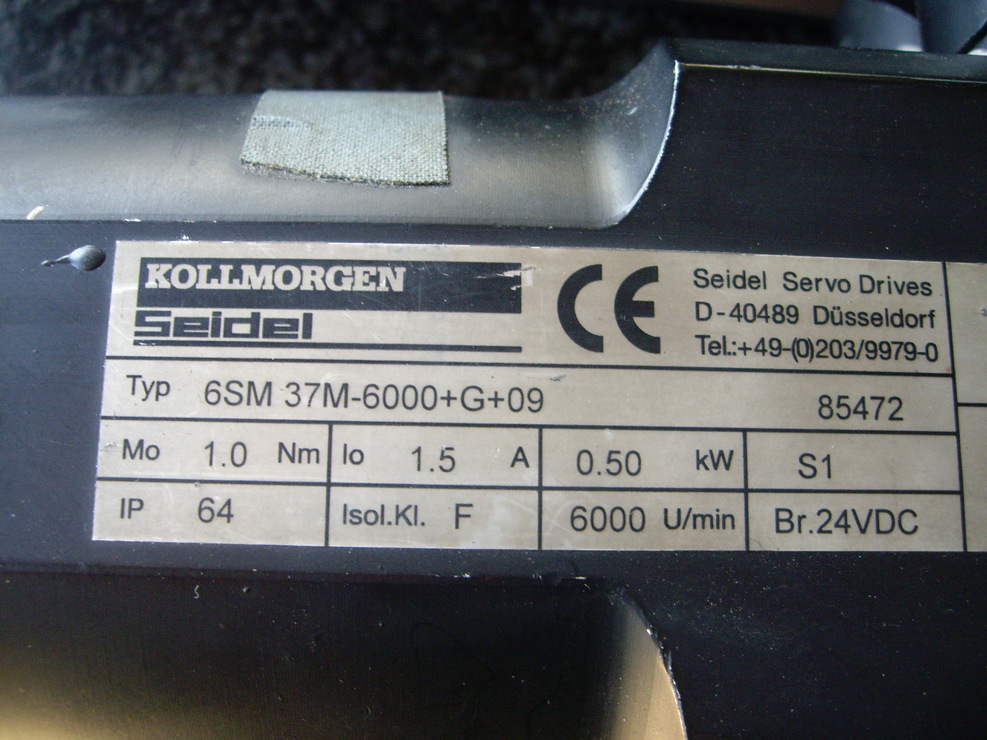 KOLLMORGEN
Seidel
CE
Seidel Servo Drives
D-40489 Düsseldorf
Tel.:+49-(0)203/9979-0
Typ 6SM 37M-6000+G+09 85472
Mo 1.0 Nm Io 1.5 A 0.50 kW S1
IP 64 Isol.Kl. F 6000 U/min Br.24VDC